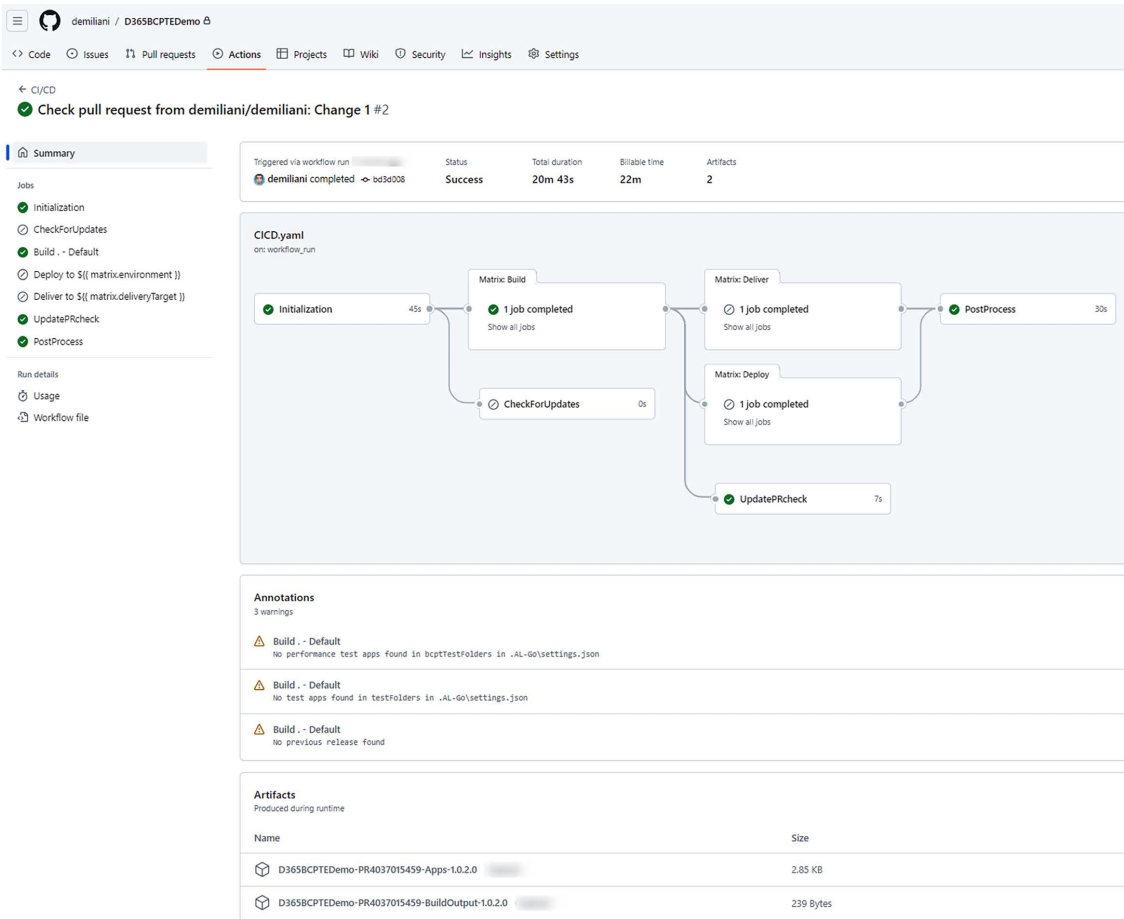 demiliani / D365BCPTEDemo
Code Issues Pull requests Actions Projects Wiki Security Insights Settings
CI/CD
Check pull request from demiliani/demiliani: Change 1 #2
Summary
Jobs
Initialization
CheckForUpdates
Build . - Default
Deploy to ${{ matrix.environment }}
Deliver to ${{ matrix.deliveryTarget }}
UpdatePRcheck
PostProcess
Run details
Usage
Workflow file
Triggered via workflow run
demiliani completed bd3d008
Status
Success
Total duration
20m 43s
Billable time
22m
Artifacts
2
CICD.yaml
on: workflow_run
Initialization 45s
Matrix: Build
1 job completed
Show all jobs
CheckForUpdates 0s
Matrix: Deliver
1 job completed
Show all jobs
Matrix: Deploy
1 job completed
Show all jobs
UpdatePRcheck 7s
PostProcess 30s
Annotations
3 warnings
Build . - Default
No performance test apps found in bcptTestFolders in .AL-Go\settings.json
Build . - Default
No test apps found in testFolders in .AL-Go\settings.json
Build . - Default
No previous release found
Artifacts
Produced during runtime
Name Size
D365BCPTEDemo-PR4037015459-Apps-1.0.2.0 2.85 KB
D365BCPTEDemo-PR4037015459-BuildOutput-1.0.2.0 239 Bytes